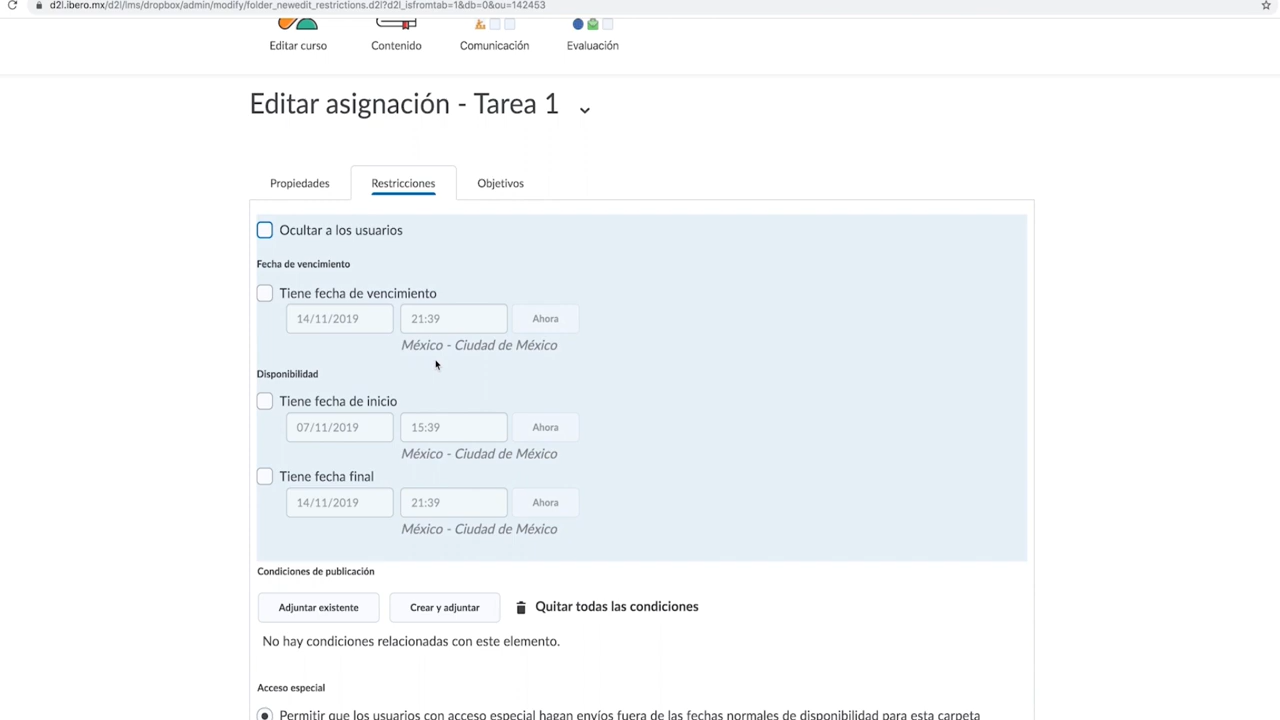 d2l.ibero.mx/d2l/lms/dropbox/admin/modify/folder_newedit_restrictions.d2l?d2l_isfromtab=1&db=0&ou=142453
Editar curso Contenido Comunicación Evaluación
Editar asignación - Tarea 1
Propiedades Restricciones Objetivos
Ocultar a los usuarios
Fecha de vencimiento
Tiene fecha de vencimiento
14/11/2019 21:39 Ahora
México - Ciudad de México
Disponibilidad
Tiene fecha de inicio
07/11/2019 15:39 Ahora
México - Ciudad de México
Tiene fecha final
14/11/2019 21:39 Ahora
México - Ciudad de México
Condiciones de publicación
Adjuntar existente Crear y adjuntar Quitar todas las condiciones
No hay condiciones relacionadas con este elemento.
Acceso especial
Permitir que los usuarios con acceso especial hagan envíos fuera de las fechas normales de disponibilidad para esta carpeta